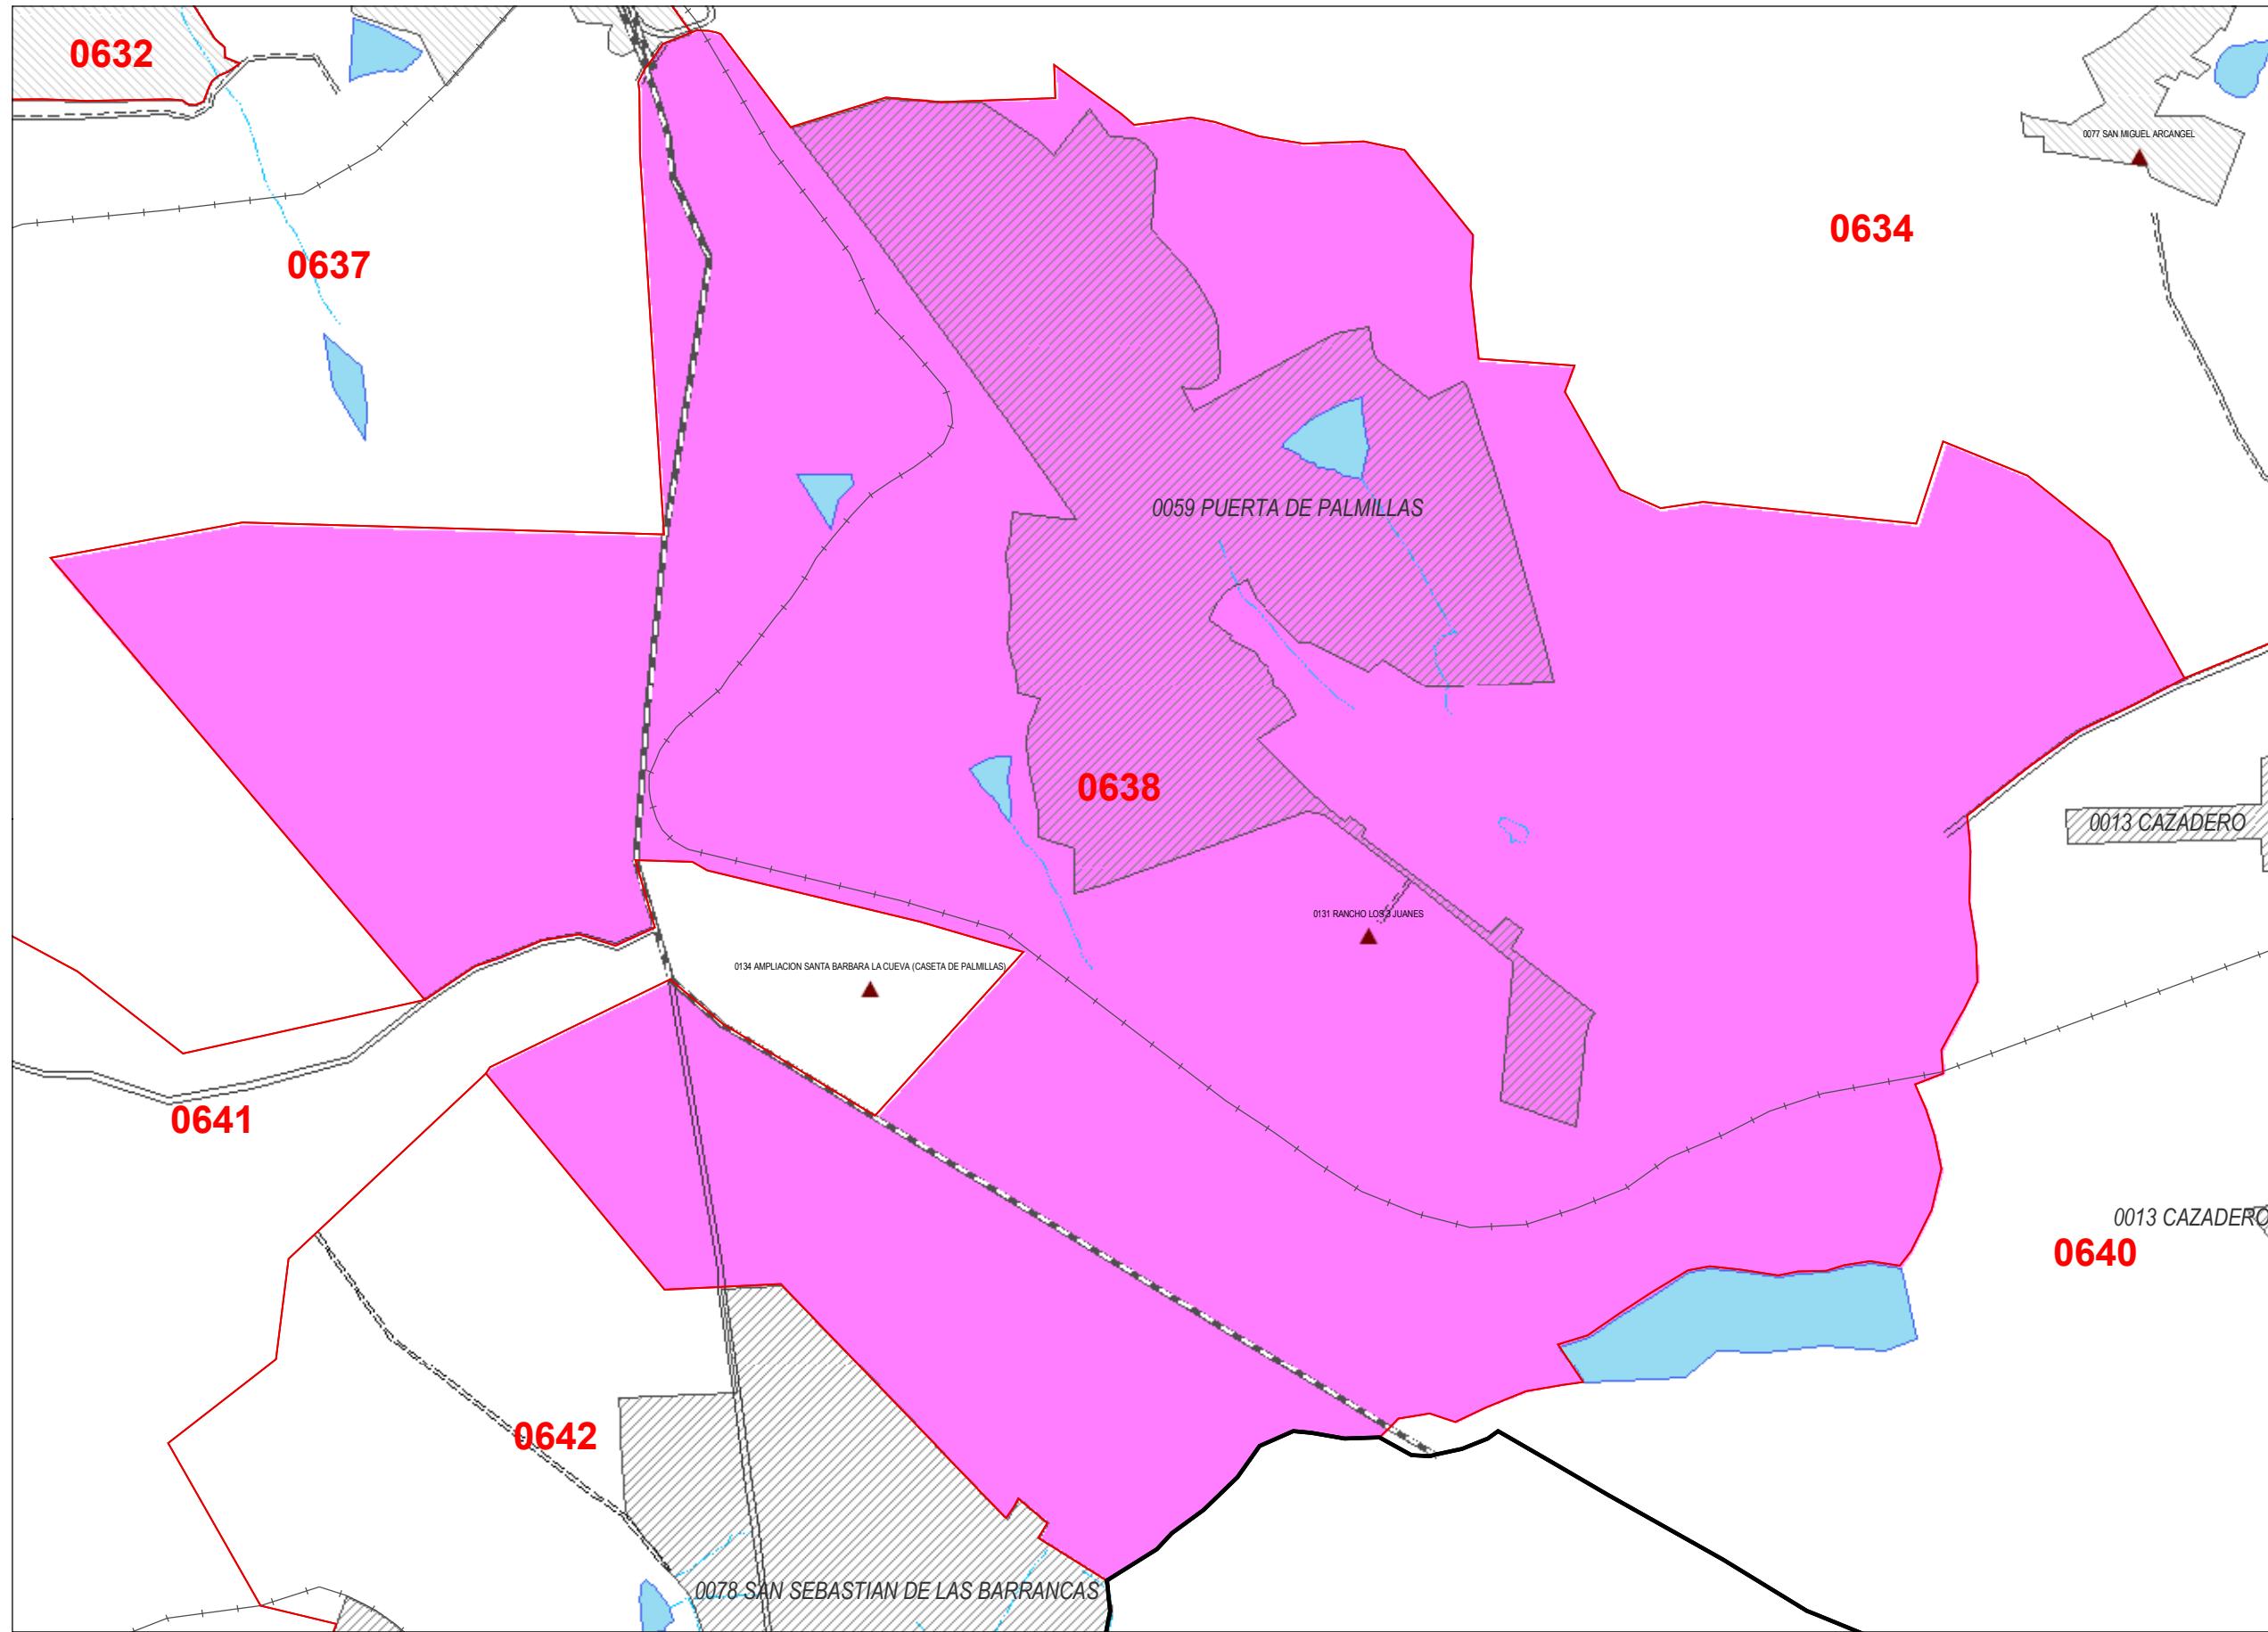 0632
0077 SAN MIGUEL ARCANGEL
0634
0637
0059 PUERTA DE PALMILLAS
0638
0013 CAZADERO
0131 RANCHO LOS 3 JUANES
0134 AMPLIACION SANTA BARBARA LA CUEVA (CASETA DE PALMILLAS)
0641
0013 CAZADERO
0640
0642
0078 SAN SEBASTIAN DE LAS BARRANCAS